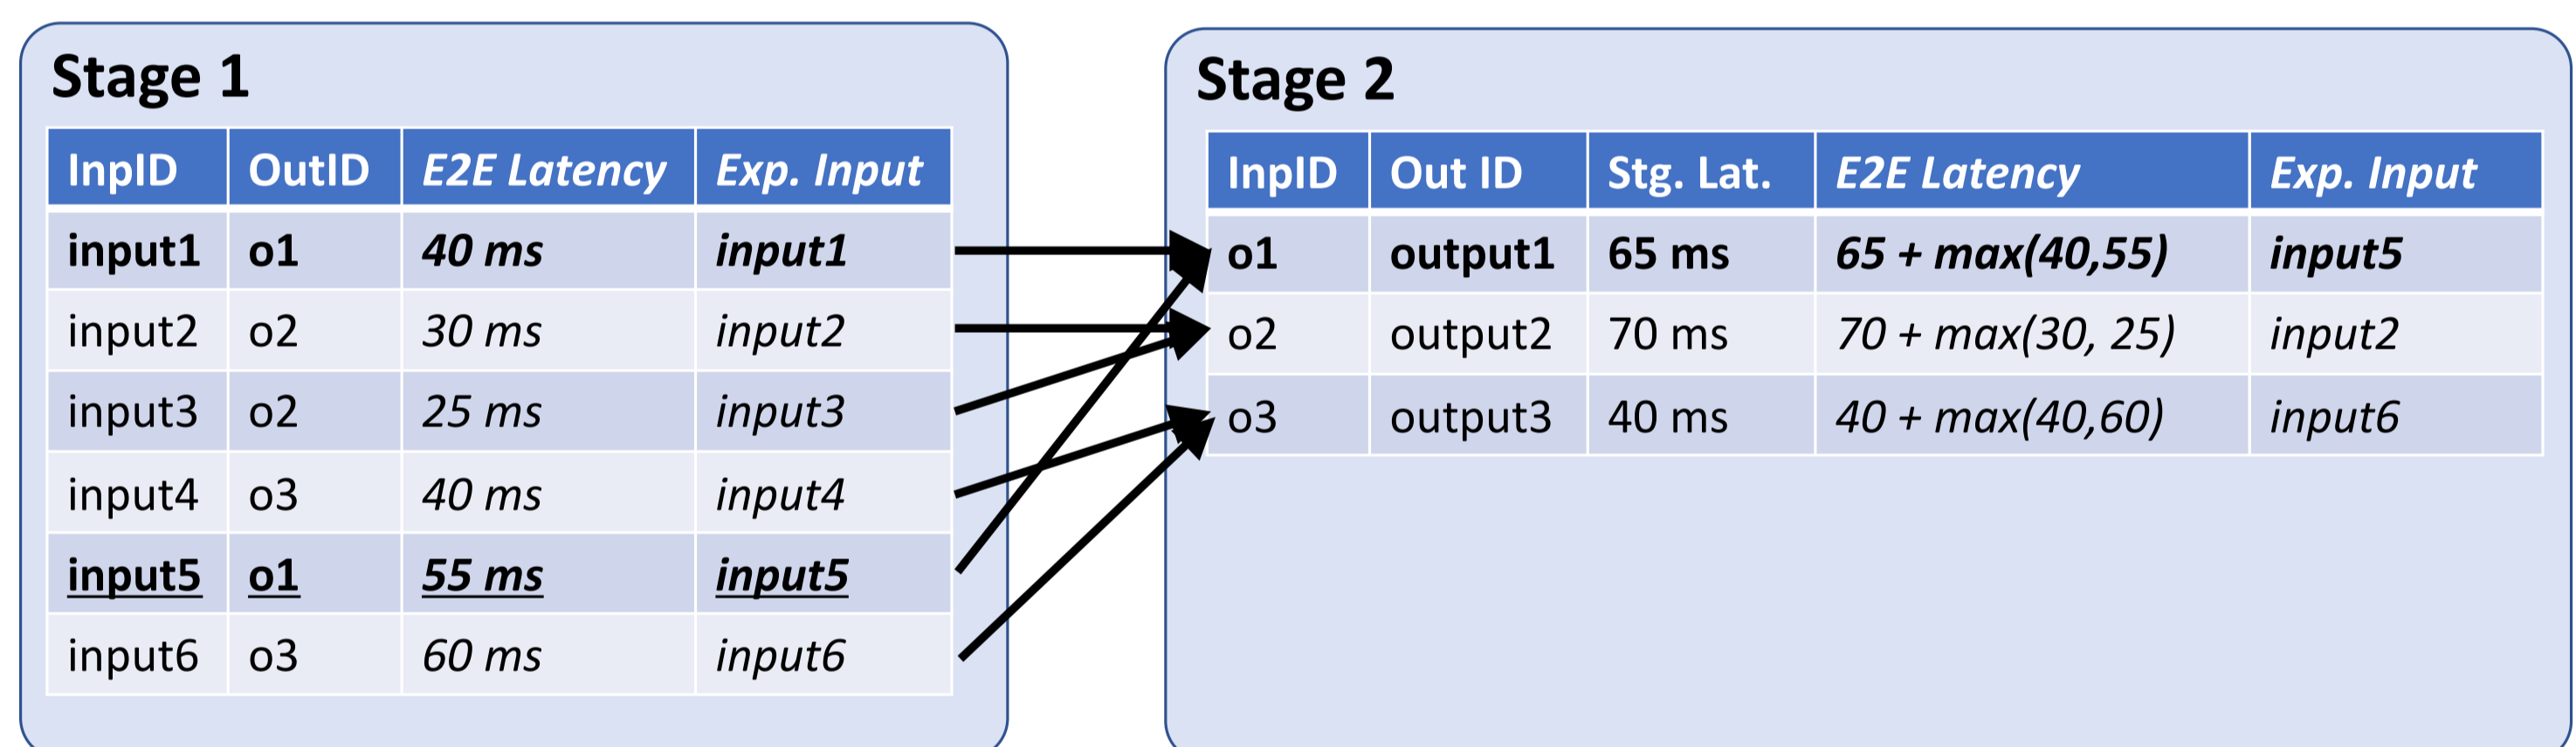 Stage 1
InpID OutID E2E Latency Exp. Input
input1 o1 40 ms input1
input2 o2 30 ms input2
input3 o2 25 ms input3
input4 o3 40 ms input4
input5 o1 55 ms input5
input6 o3 60 ms input6
Stage 2
InpID Out ID Stg. Lat. E2E Latency Exp. Input
o1 output1 65 ms 65 + max(40,55) input5
o2 output2 70 ms 70 + max(30, 25) input2
o3 output3 40 ms 40 + max(40,60) input6